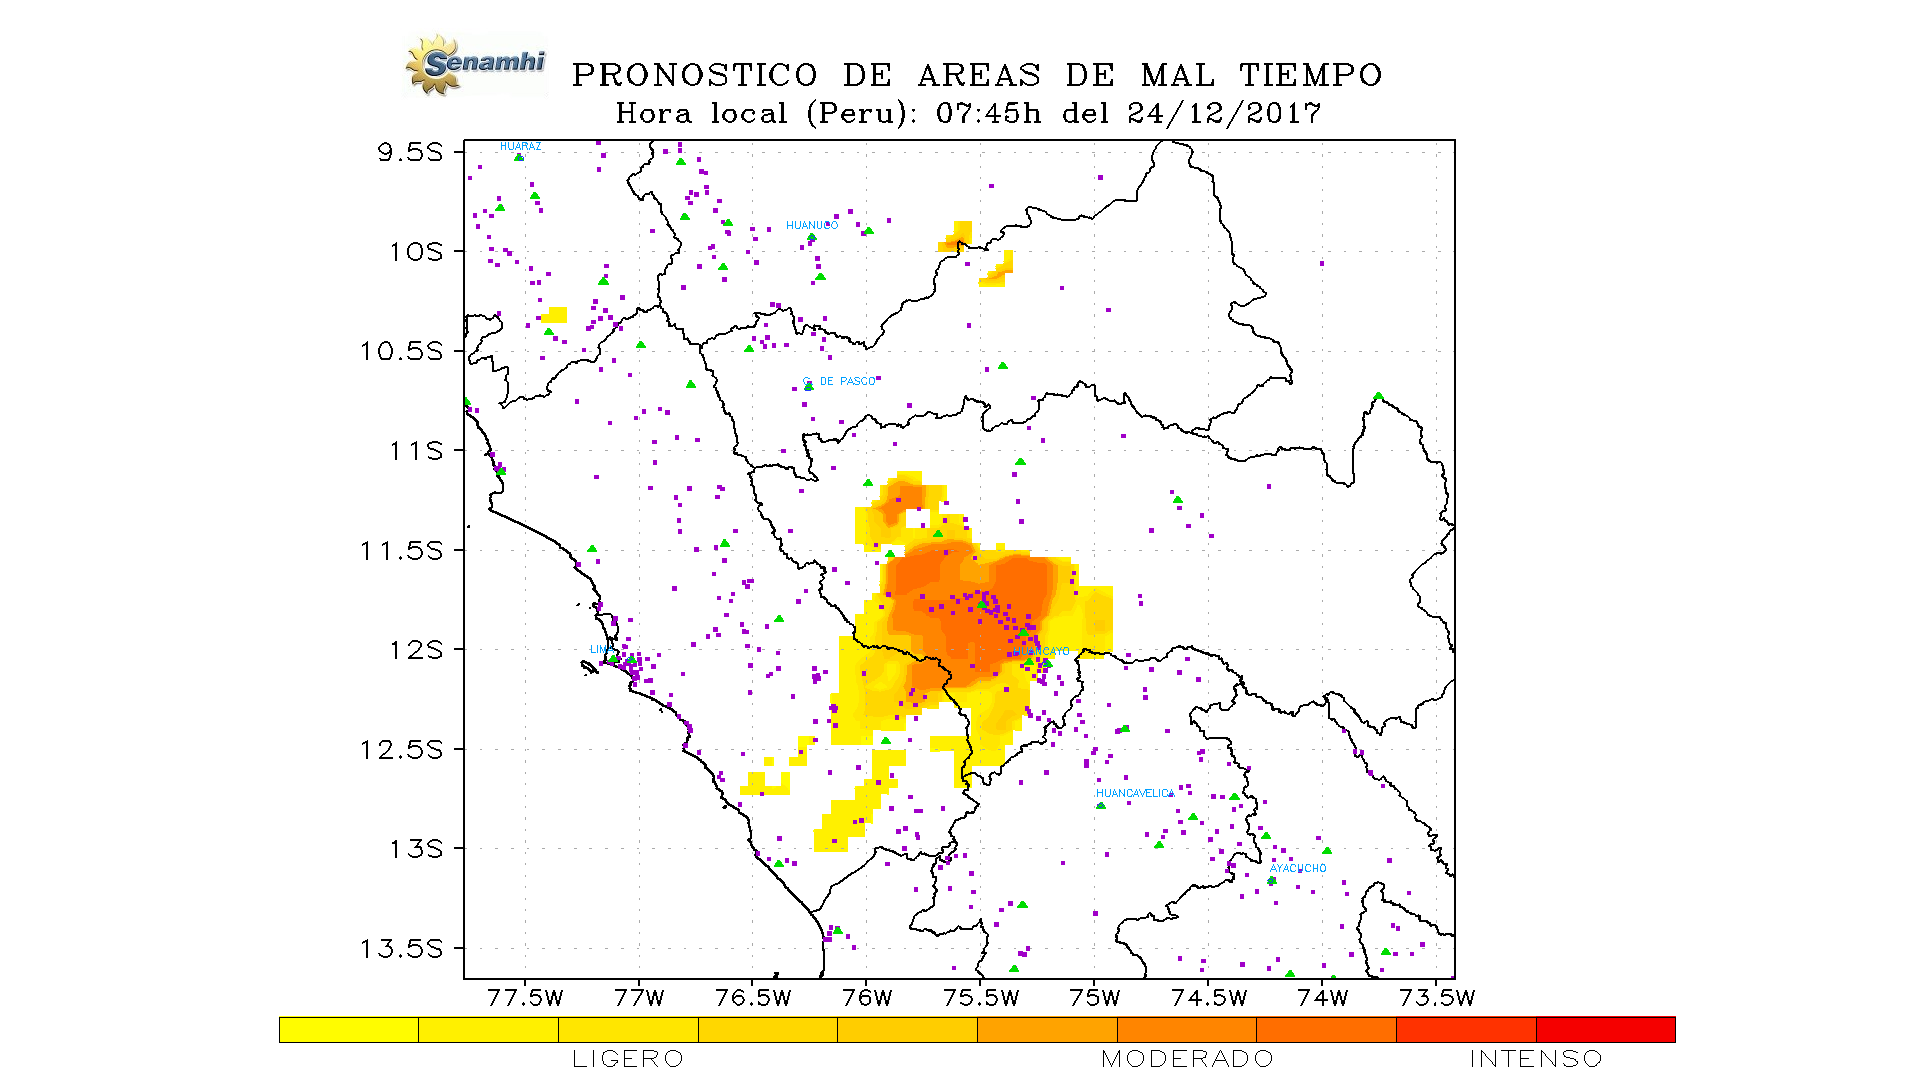 Senamhi
PRONOSTICO DE AREAS DE MAL TIEMPO
Hora local (Peru): 07:45h del 24/12/2017
9.5S
10S
10.5S
11S
11.5S
12S
12.5S
13S
13.5S
HUARAZ
HUANUCO
C. DE PASCO
LIMA
HUANCAYO
HUANCAVELICA
AYACUCHO
77.5W 77W 76.5W 76W 75.5W 75W 74.5W 74W 73.5W
LIGERO MODERADO INTENSO